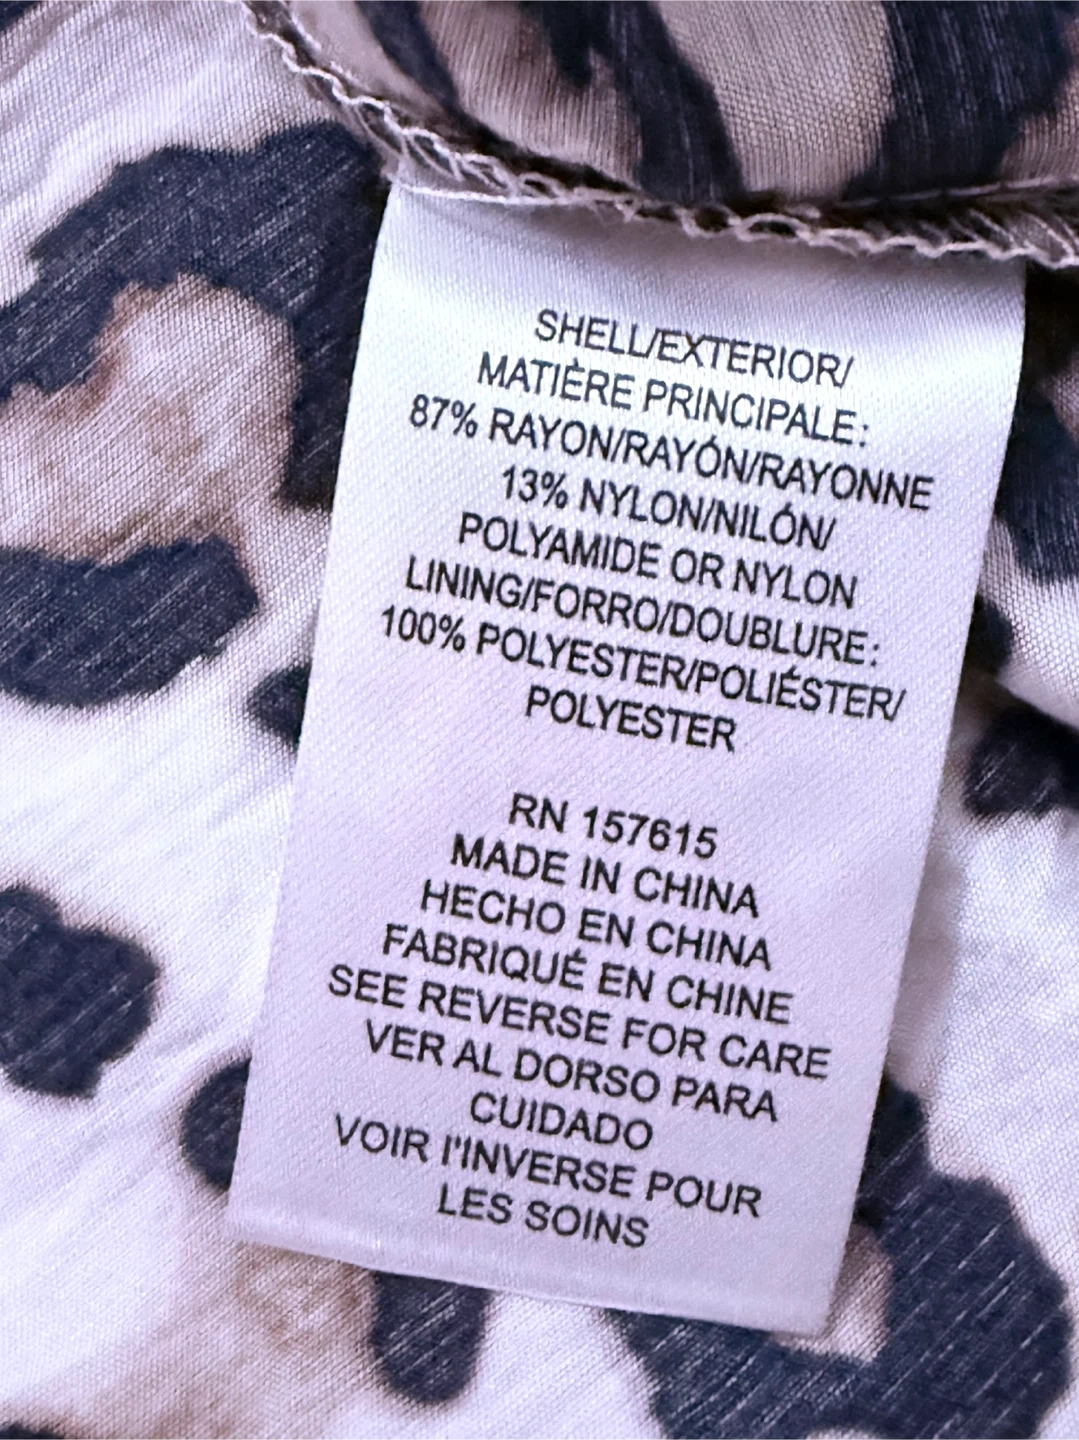 SHELL/EXTERIOR/
MATIÈRE PRINCIPALE:
87% RAYON/RAYÓN/RAYONNE
13% NYLON/NILÓN/
POLYAMIDE OR NYLON
LINING/FORRO/DOUBLURE:
100% POLYESTER/POLIÉSTER/
POLYESTER
RN 157615
MADE IN CHINA
HECHO EN CHINA
FABRIQUÉ EN CHINE
SEE REVERSE FOR CARE
VER AL DORSO PARA
CUIDADO
VOIR l'INVERSE POUR
LES SOINS